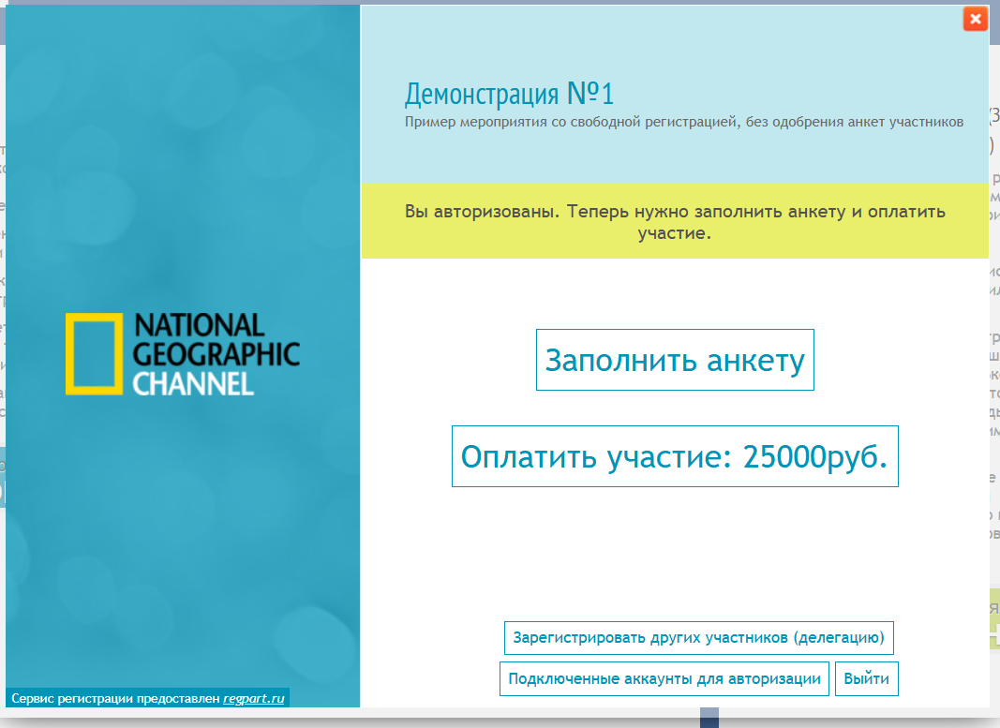 Демонстрация №1
Пример мероприятия со свободной регистрацией, без одобрения анкет участников
Вы авторизованы. Теперь нужно заполнить анкету и оплатить
участие.
NATIONAL
GEOGRAPHIC
CHANNEL
Заполнить анкету
Оплатить участие: 25000руб.
Зарегистрировать других участников (делегацию)
Подключенные аккаунты для авторизации
Выйти
Сервис регистрации предоставлен regpart.ru